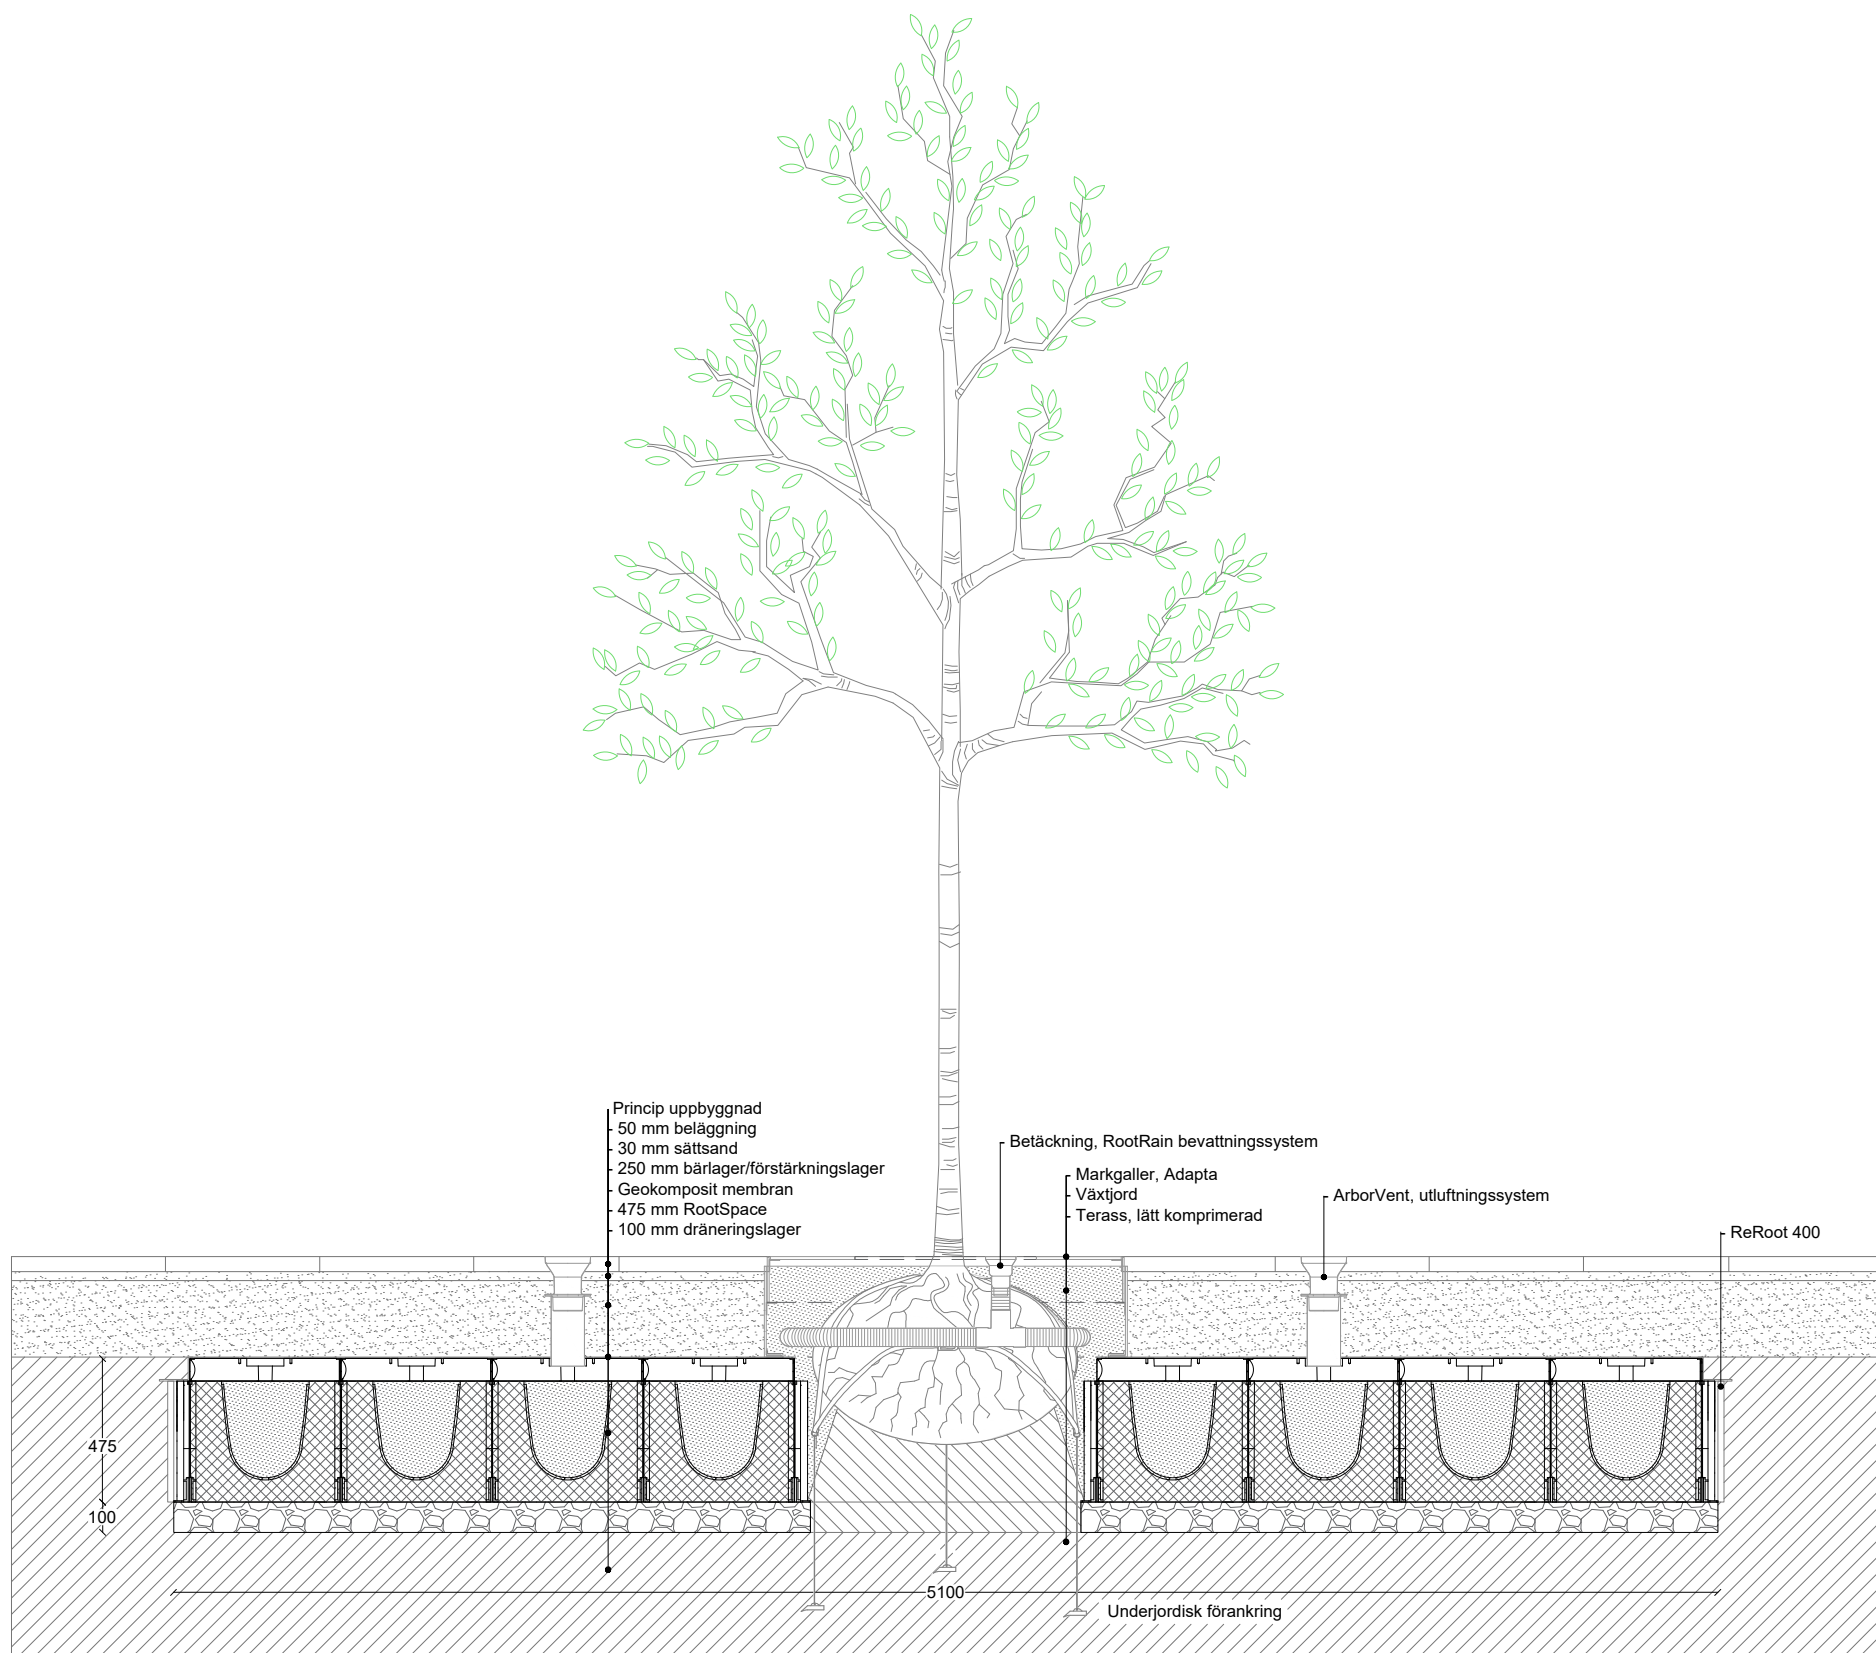 Princip uppbyggnad
50 mm beläggning
30 mm sättsand
250 mm bärlager/förstärkningslager
Geokomposit membran
475 mm RootSpace
100 mm dräneringslager
Betäckning, RootRain bevattningssystem
Markgaller, Adapta
Växtjord
Terass, lätt komprimerad
ArborVent, utluftningssystem
ReRoot 400
475
100
5100
Underjordisk förankring